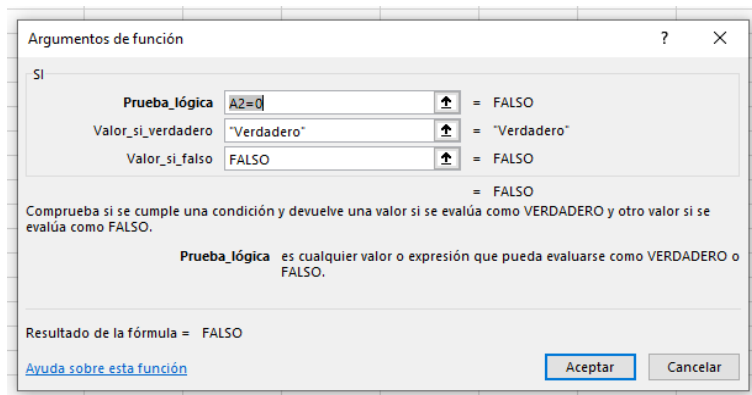 Argumentos de función ? ×
SI
Prueba_lógica A2=0 = FALSO
Valor_si_verdadero "Verdadero" = "Verdadero"
Valor_si_falso FALSO = FALSO
= FALSO
Comprueba si se cumple una condición y devuelve una valor si se evalúa como VERDADERO y otro valor si se
evalúa como FALSO.
Prueba_lógica es cualquier valor o expresión que pueda evaluarse como VERDADERO o
FALSO.
Resultado de la fórmula = FALSO
Ayuda sobre esta función Aceptar Cancelar